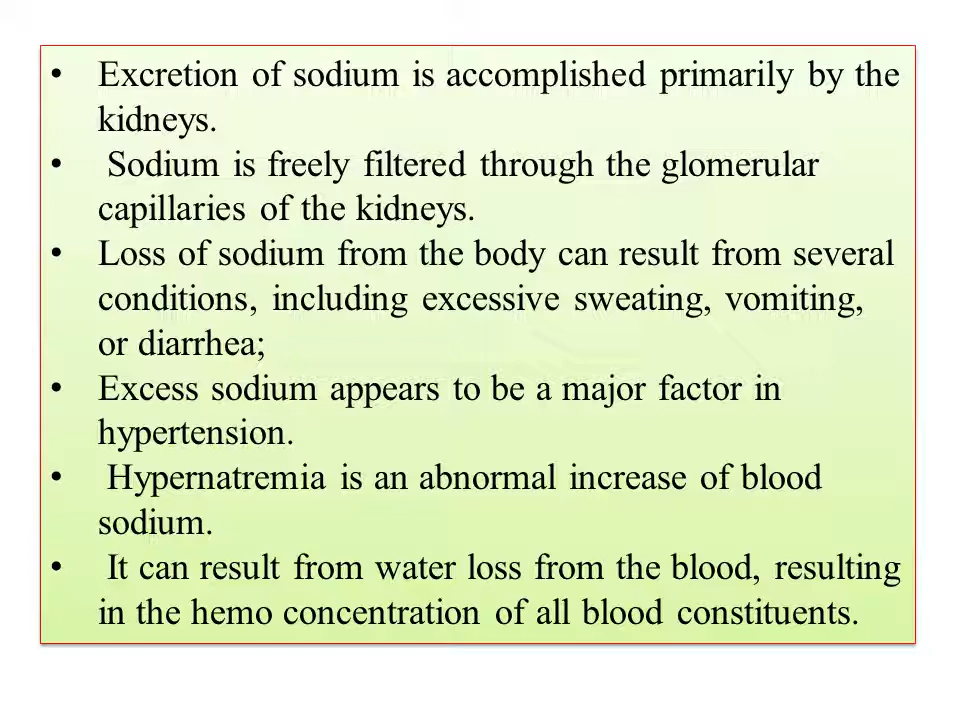 • Excretion of sodium is accomplished primarily by the
kidneys.
• Sodium is freely filtered through the glomerular
capillaries of the kidneys.
• Loss of sodium from the body can result from several
conditions, including excessive sweating, vomiting,
or diarrhea;
• Excess sodium appears to be a major factor in
hypertension.
• Hypernatremia is an abnormal increase of blood
sodium.
• It can result from water loss from the blood, resulting
in the hemo concentration of all blood constituents.